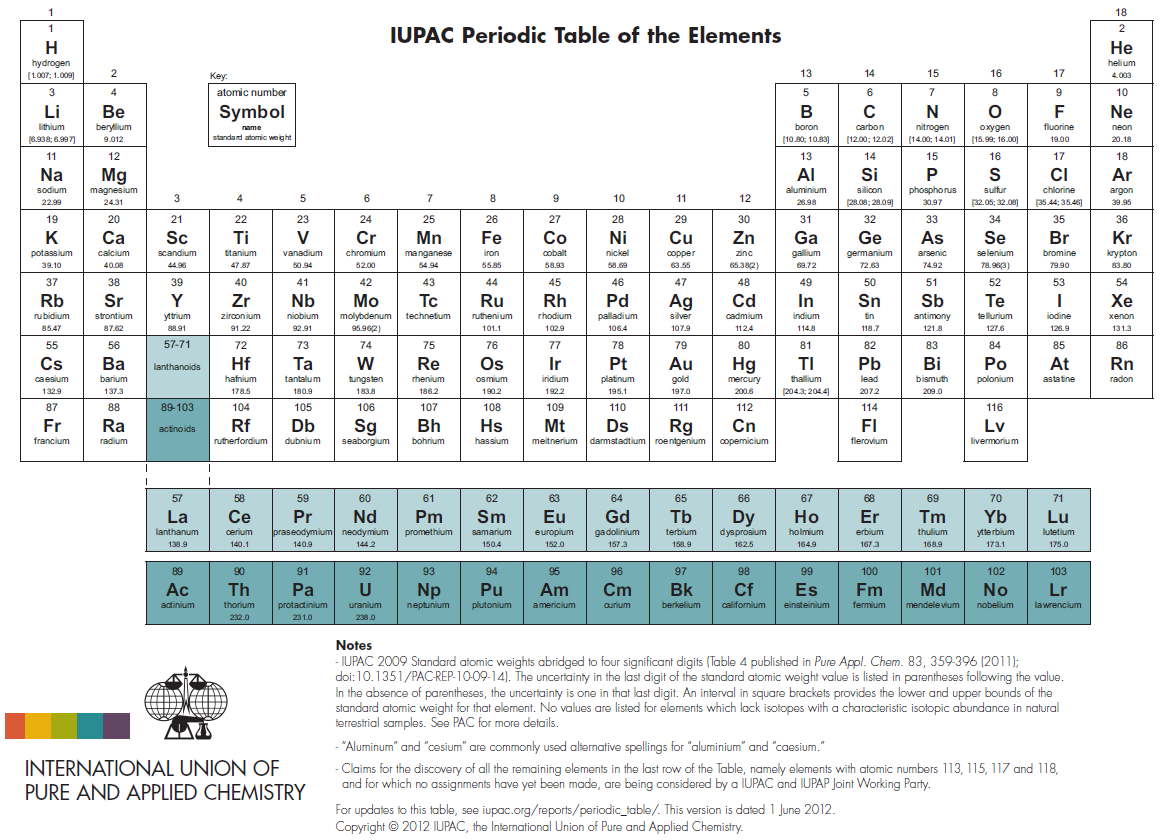 1
18
IUPAC Periodic Table of the Elements
1
H
hydrogen
[1.007; 1.009]
2
He
helium
4.003
2
Key:
atomic number
Symbol
name
standard atomic weight
13 14 15 16 17
3 4 5 6 7 8 9 10
Li Be B C N O F Ne
lithium beryllium boron carbon nitrogen oxygen fluorine neon
[6.938; 6.997] 9.012 [10.80; 10.83] [12.00; 12.02] [14.00; 14.01] [15.99; 16.00] 19.00 20.18
11 12 13 14 15 16 17 18
Na Mg Al Si P S Cl Ar
sodium magnesium aluminium silicon phosphorus sulfur chlorine argon
22.99 24.31 26.98 [28.08; 28.09] 30.97 [32.05; 32.08] [35.44; 35.46] 39.95
3 4 5 6 7 8 9 10 11 12
19 20 21 22 23 24 25 26 27 28 29 30 31 32 33 34 35 36
K Ca Sc Ti V Cr Mn Fe Co Ni Cu Zn Ga Ge As Se Br Kr
potassium calcium scandium titanium vanadium chromium manganese iron cobalt nickel copper zinc gallium germanium arsenic selenium bromine krypton
39.10 40.08 44.96 47.87 50.94 52.00 54.94 55.85 58.93 58.69 63.55 65.38(2) 69.72 72.63 74.92 78.96(3) 79.90 83.80
37 38 39 40 41 42 43 44 45 46 47 48 49 50 51 52 53 54
Rb Sr Y Zr Nb Mo Tc Ru Rh Pd Ag Cd In Sn Sb Te I Xe
rubidium strontium yttrium zirconium niobium molybdenum technetium ruthenium rhodium palladium silver cadmium indium tin antimony tellurium iodine xenon
85.47 87.62 88.91 91.22 92.91 95.96(2) 101.1 102.9 106.4 107.9 112.4 114.8 118.7 121.8 127.6 126.9 131.3
55 56 57-71 72 73 74 75 76 77 78 79 80 81 82 83 84 85 86
Cs Ba lanthanoids Hf Ta W Re Os Ir Pt Au Hg Tl Pb Bi Po At Rn
caesium barium hafnium tantalum tungsten rhenium osmium iridium platinum gold mercury thallium lead bismuth polonium astatine radon
132.9 137.3 178.5 180.9 183.8 186.2 190.2 192.2 195.1 197.0 200.6 [204.3; 204.4] 207.2 209.0
87 88 89-103 104 105 106 107 108 109 110 111 112 114 116
Fr Ra actinoids Rf Db Sg Bh Hs Mt Ds Rg Cn Fl Lv
francium radium rutherfordium dubnium seaborgium bohrium hassium meitnerium darmstadtium roentgenium copernicium flerovium livermorium
57 58 59 60 61 62 63 64 65 66 67 68 69 70 71
La Ce Pr Nd Pm Sm Eu Gd Tb Dy Ho Er Tm Yb Lu
lanthanum cerium praseodymium neodymium promethium samarium europium gadolinium terbium dysprosium holmium erbium thulium ytterbium lutetium
138.9 140.1 140.9 144.2 150.4 152.0 157.3 158.9 162.5 164.9 167.3 168.9 173.1 175.0
89 90 91 92 93 94 95 96 97 98 99 100 101 102 103
Ac Th Pa U Np Pu Am Cm Bk Cf Es Fm Md No Lr
actinium thorium protactinium uranium neptunium plutonium americium curium berkelium californium einsteinium fermium mendelevium nobelium lawrencium
232.0 231.0 238.0
Notes
- IUPAC 2009 Standard atomic weights abridged to four significant digits (Table 4 published in Pure Appl. Chem. 83, 359-396 (2011);
doi:10.1351/PAC-REP-10-09-14). The uncertainty in the last digit of the standard atomic weight value is listed in parentheses following the value.
In the absence of parentheses, the uncertainty is one in that last digit. An interval in square brackets provides the lower and upper bounds of the
standard atomic weight for that element. No values are listed for elements which lack isotopes with a characteristic isotopic abundance in natural
terrestrial samples. See PAC for more details.
- “Aluminum” and “cesium” are commonly used alternative spellings for “aluminium” and “caesium.”
- Claims for the discovery of all the remaining elements in the last row of the Table, namely elements with atomic numbers 113, 115, 117 and 118,
and for which no assignments have yet been made, are being considered by a IUPAC and IUPAP Joint Working Party.
For updates to this table, see iupac.org/reports/periodic_table/. This version is dated 1 June 2012.
Copyright © 2012 IUPAC, the International Union of Pure and Applied Chemistry.
INTERNATIONAL UNION OF
PURE AND APPLIED CHEMISTRY